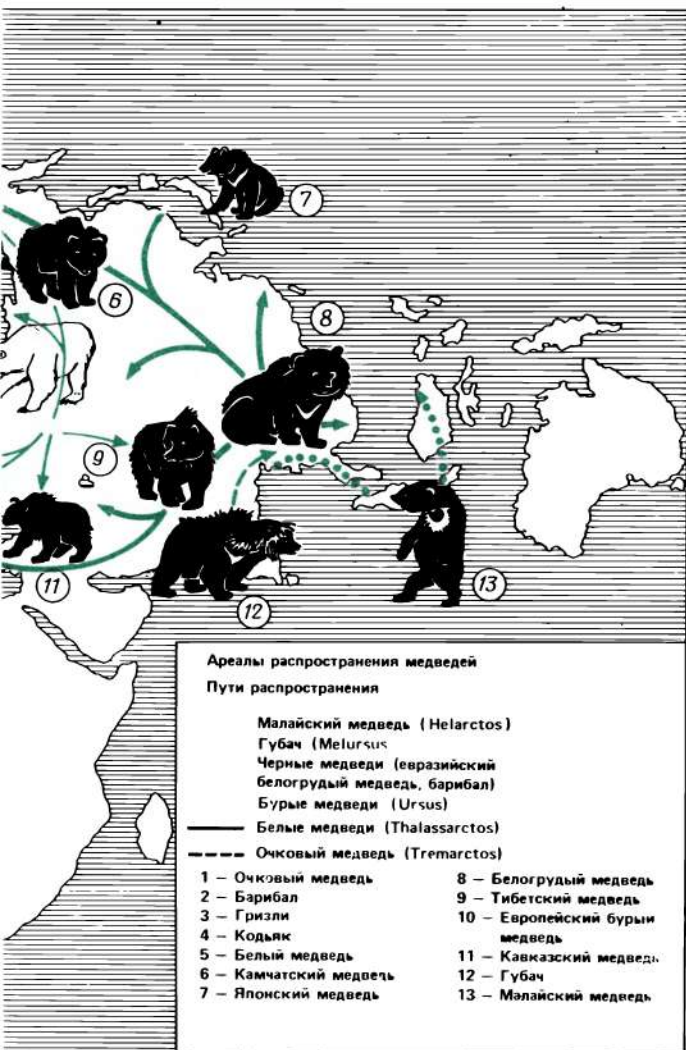 7
6
8
9
11
12
13
Ареалы распространения медведей
Пути распространения
Малайский медведь (Helarctos)
Губач (Melursus
Черные медведи (евразийский
белогрудый медведь, барибал)
Бурые медведи (Ursus)
Белые медведи (Thalassarctos)
Очковый медведь (Tremarctos)
1 — Очковый медведь
2 — Барибал
3 — Гризли
4 — Кодьяк
5 — Белый медведь
6 — Камчатский медведь
7 — Японский медведь
8 — Белогрудый медведь
9 — Тибетский медведь
10 — Европейский бурый
медведь
11 — Кавказский медведь
12 — Губач
13 — Малайский медведь